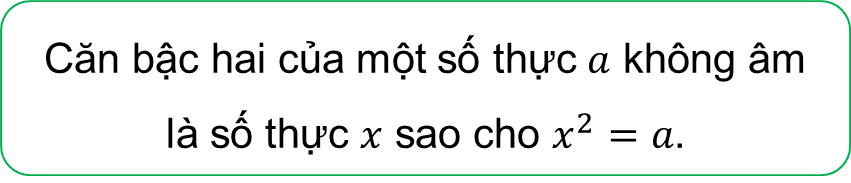 Căn bậc hai của một số thực 𝑎 không âm
là số thực 𝑥 sao cho 𝑥² = 𝑎.